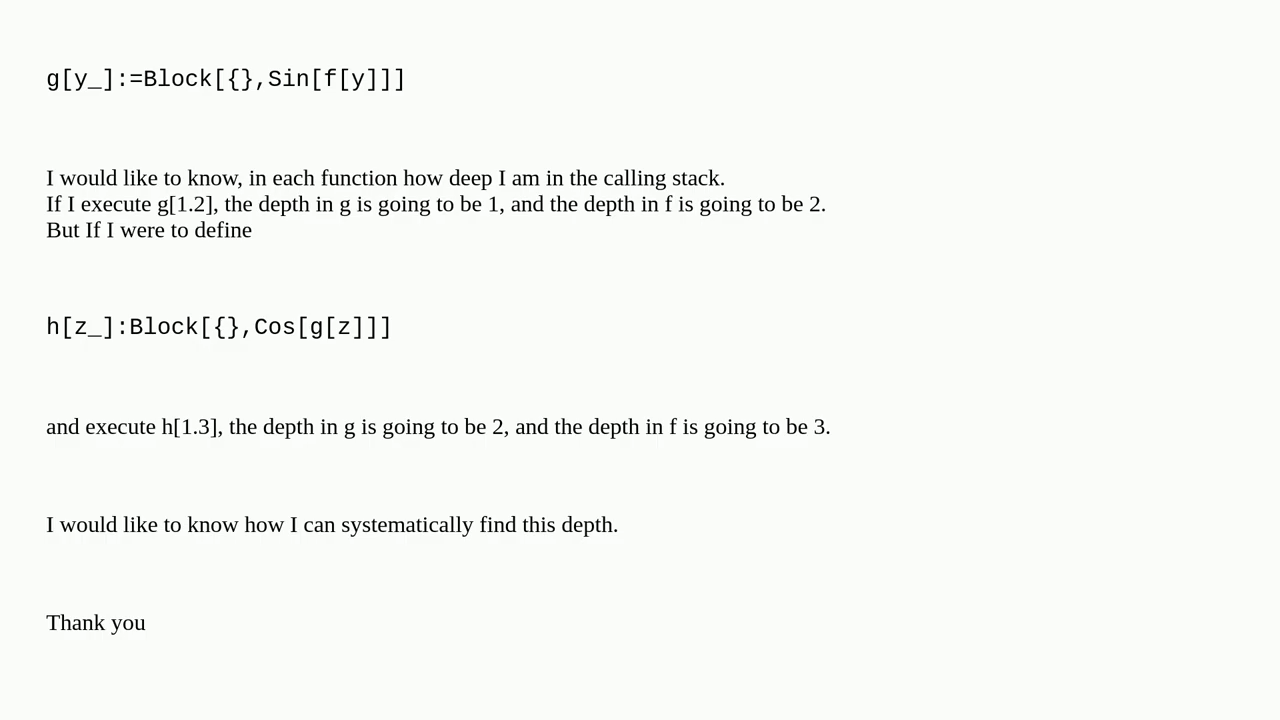 g[y_]:=Block[{},Sin[f[y]]]
I would like to know, in each function how deep I am in the calling stack.
If I execute g[1.2], the depth in g is going to be 1, and the depth in f is going to be 2.
But If I were to define
h[z_]:Block[{},Cos[g[z]]]
and execute h[1.3], the depth in g is going to be 2, and the depth in f is going to be 3.
I would like to know how I can systematically find this depth.
Thank you